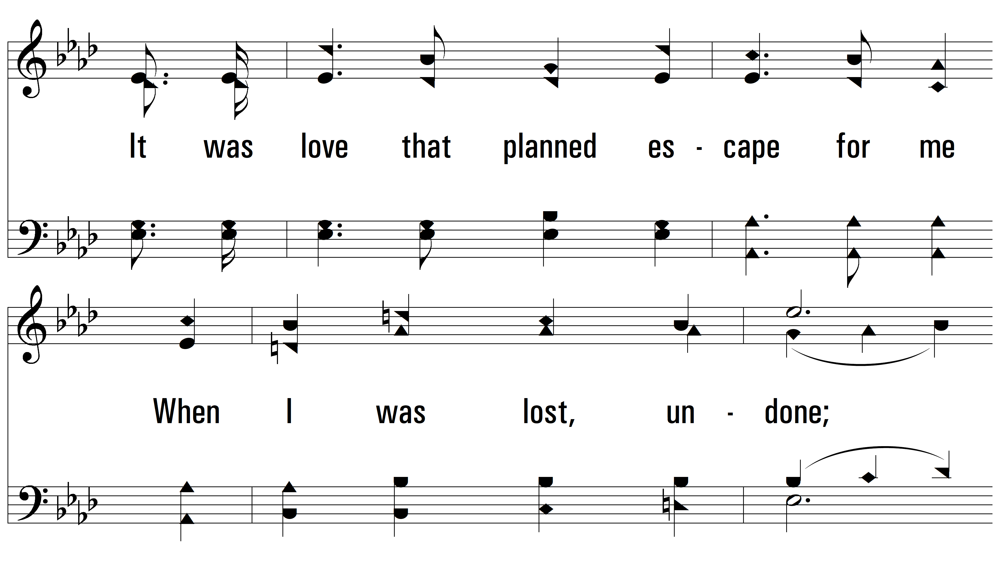 It was love that planned es - cape for me
When I was lost, un - done;